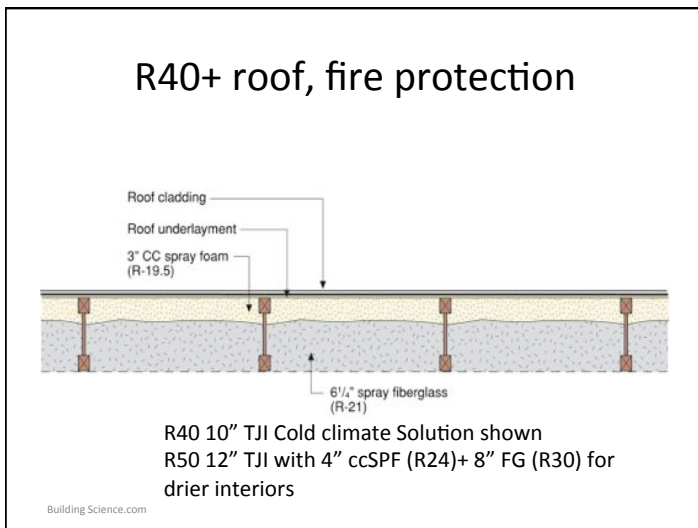 R40+ roof, fire protection
Roof cladding
Roof underlayment
3" CC spray foam
(R-19.5)
6 1/4" spray fiberglass
(R-21)
R40 10” TJI Cold climate Solution shown
R50 12” TJI with 4” ccSPF (R24)+ 8” FG (R30) for
drier interiors
Building Science.com